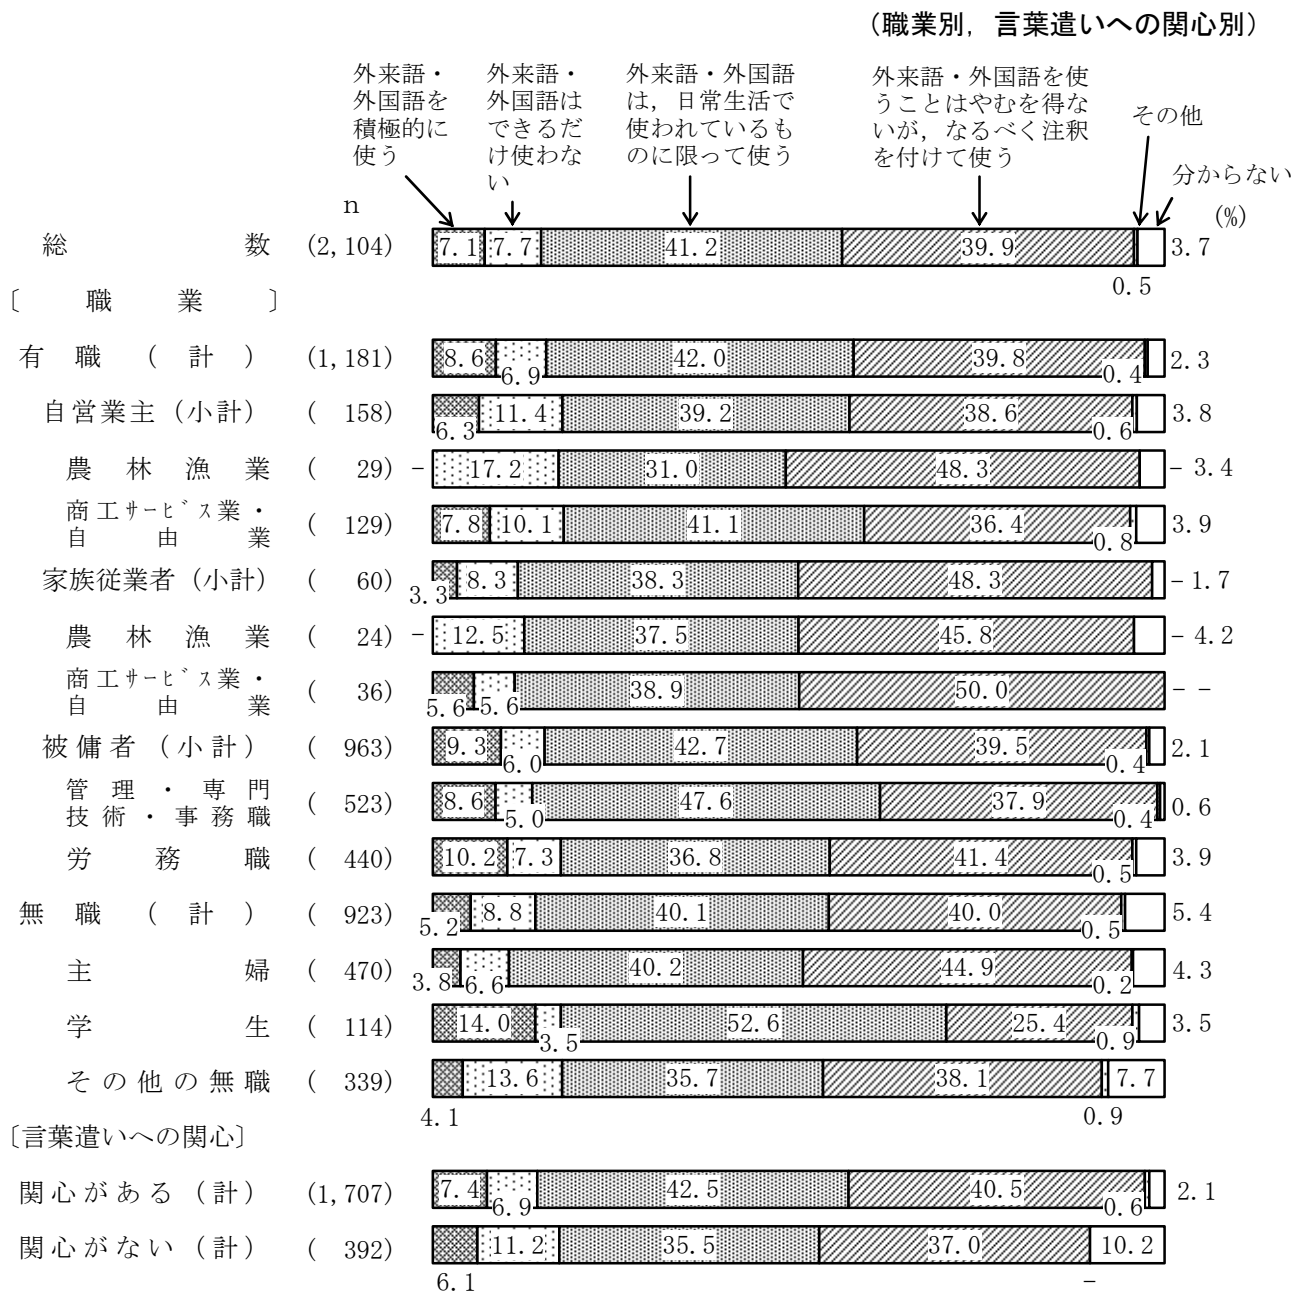 （職業別，言葉遣いへの関心別）
外来語・
外国語を
積極的に
使う
外来語・
外国語は
できるだ
け使わな
い
外来語・外国語
は，日常生活で
使われているも
のに限って使う
外来語・外国語を使
うことはやむを得な
いが，なるべく注釈
を付けて使う
その他
分からない
n
(％)
総数 (2,104) 7.1 7.7 41.2 39.9 3.7
0.5
〔職業〕
有職（計） (1,181) 8.6 6.9 42.0 39.8 0.4 2.3
自営業主（小計） ( 158) 6.3 11.4 39.2 38.6 0.6 3.8
農林漁業 ( 29) － 17.2 31.0 48.3 － 3.4
商工ｻｰﾋﾞｽ業・
自由業 ( 129) 7.8 10.1 41.1 36.4 0.8 3.9
家族従業者（小計） ( 60) 3.3 8.3 38.3 48.3 － 1.7
農林漁業 ( 24) － 12.5 37.5 45.8 － 4.2
商工ｻｰﾋﾞｽ業・
自由業 ( 36) 5.6 5.6 38.9 50.0 － －
被傭者（小計） ( 963) 9.3 6.0 42.7 39.5 0.4 2.1
管理・専門
技術・事務職 ( 523) 8.6 5.0 47.6 37.9 0.4 0.6
労務職 ( 440) 10.2 7.3 36.8 41.4 0.5 3.9
無職（計） ( 923) 5.2 8.8 40.1 40.0 0.5 5.4
主婦 ( 470) 3.8 6.6 40.2 44.9 0.2 4.3
学生 ( 114) 14.0 3.5 52.6 25.4 0.9 3.5
その他の無職 ( 339) 13.6 35.7 38.1 7.7
4.1 0.9
〔言葉遣いへの関心〕
関心がある（計） (1,707) 7.4 6.9 42.5 40.5 0.6 2.1
関心がない（計） ( 392) 11.2 35.5 37.0 10.2
6.1 －